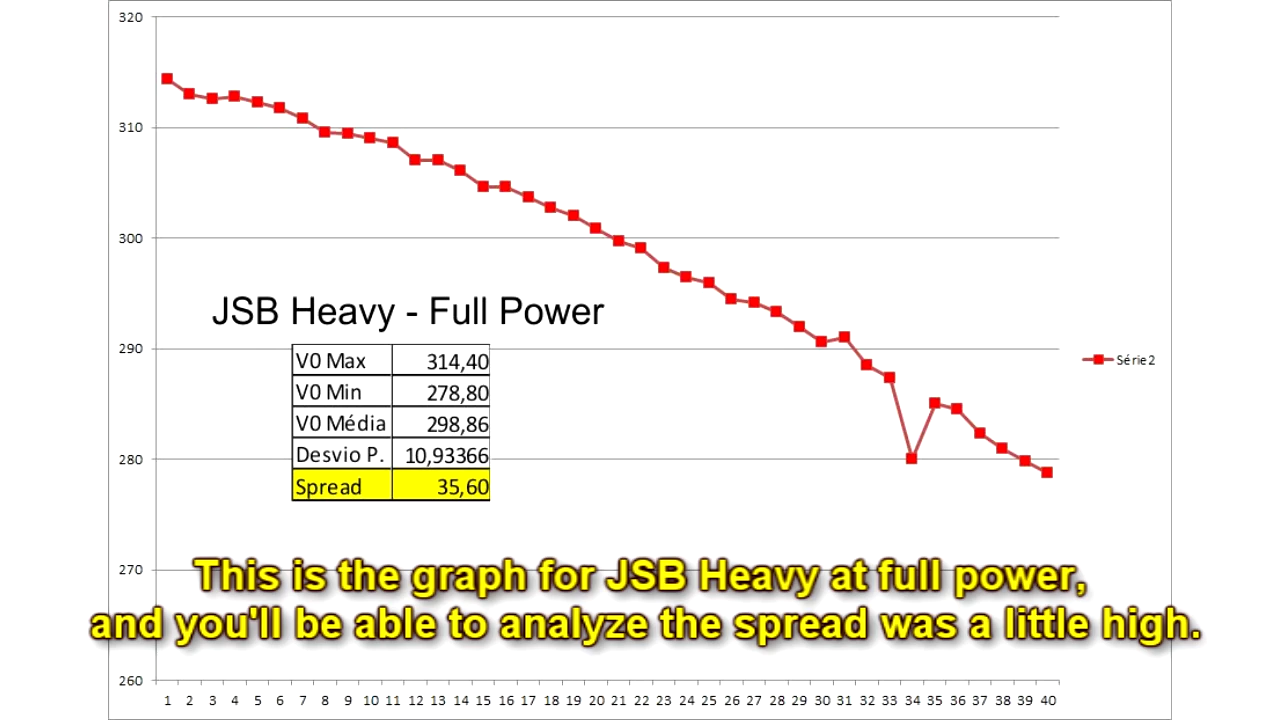 320
310
300
290
280
270
260
JSB Heavy - Full Power
V0 Max 314,40
V0 Min 278,80
V0 Média 298,86
Desvio P. 10,93366
Spread 35,60
Série2
This is the graph for JSB Heavy at full power,
and you'll be able to analyze the spread was a little high.
1 2 3 4 5 6 7 8 9 10 11 12 13 14 15 16 17 18 19 20 21 22 23 24 25 26 27 28 29 30 31 32 33 34 35 36 37 38 39 40